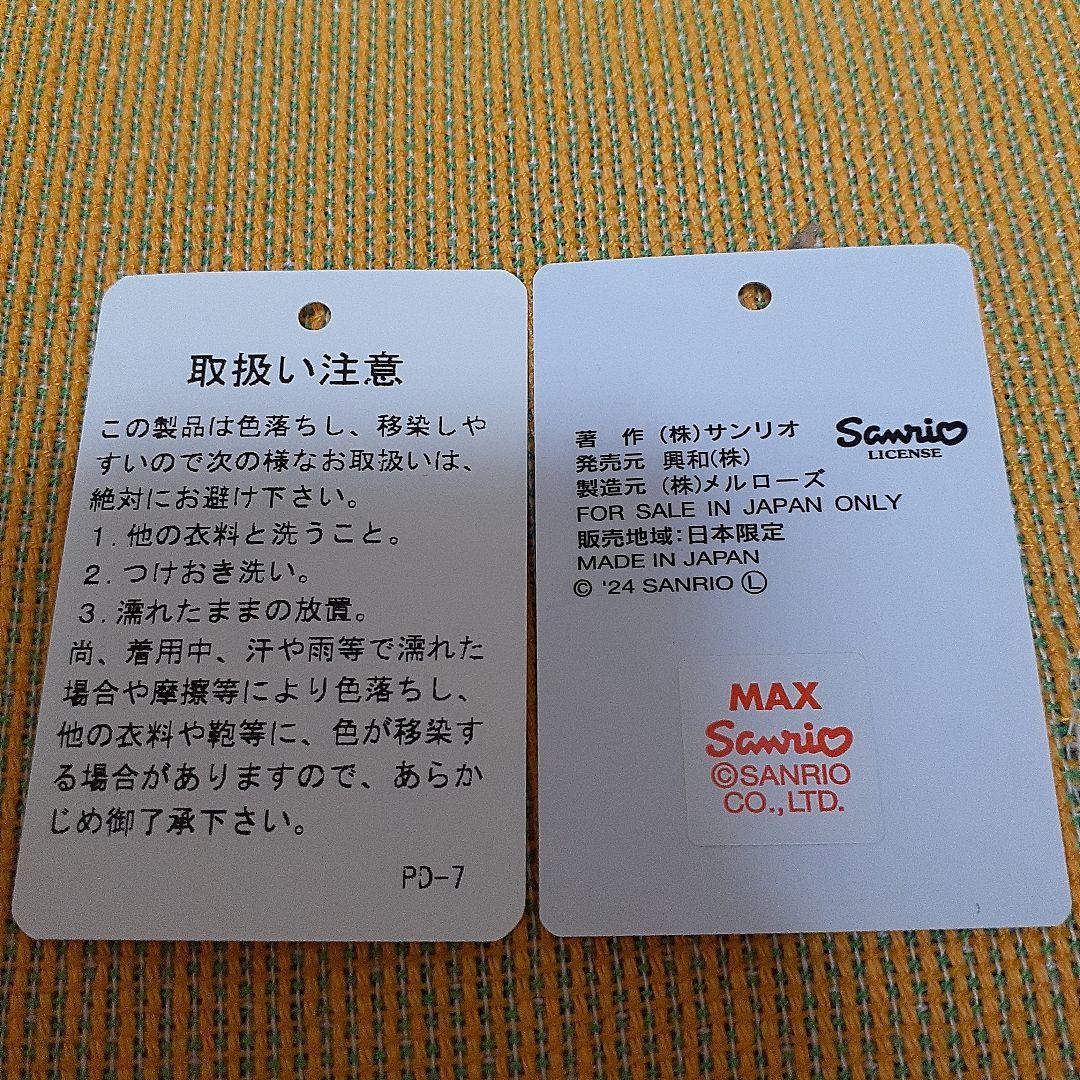 取扱い注意
この製品は色落ちし、移染しや
すいので次の様なお取扱いは、
絶対にお避け下さい。
1.他の衣料と洗うこと。
2.つけおき洗い。
3.濡れたままの放置。
尚、着用中、汗や雨等で濡れた
場合や摩擦等により色落ちし、
他の衣料や鞄等に、色が移染す
る場合がありますので、あらか
じめ御了承下さい。
PD-7
著 作 (株)サンリオ
発売元 興和(株)
製造元 (株)メルローズ
FOR SALE IN JAPAN ONLY
販売地域:日本限定
MADE IN JAPAN
© '24 SANRIO Ⓛ
Sanrio
LICENSE
MAX
Sanrio
©SANRIO
CO.,LTD.